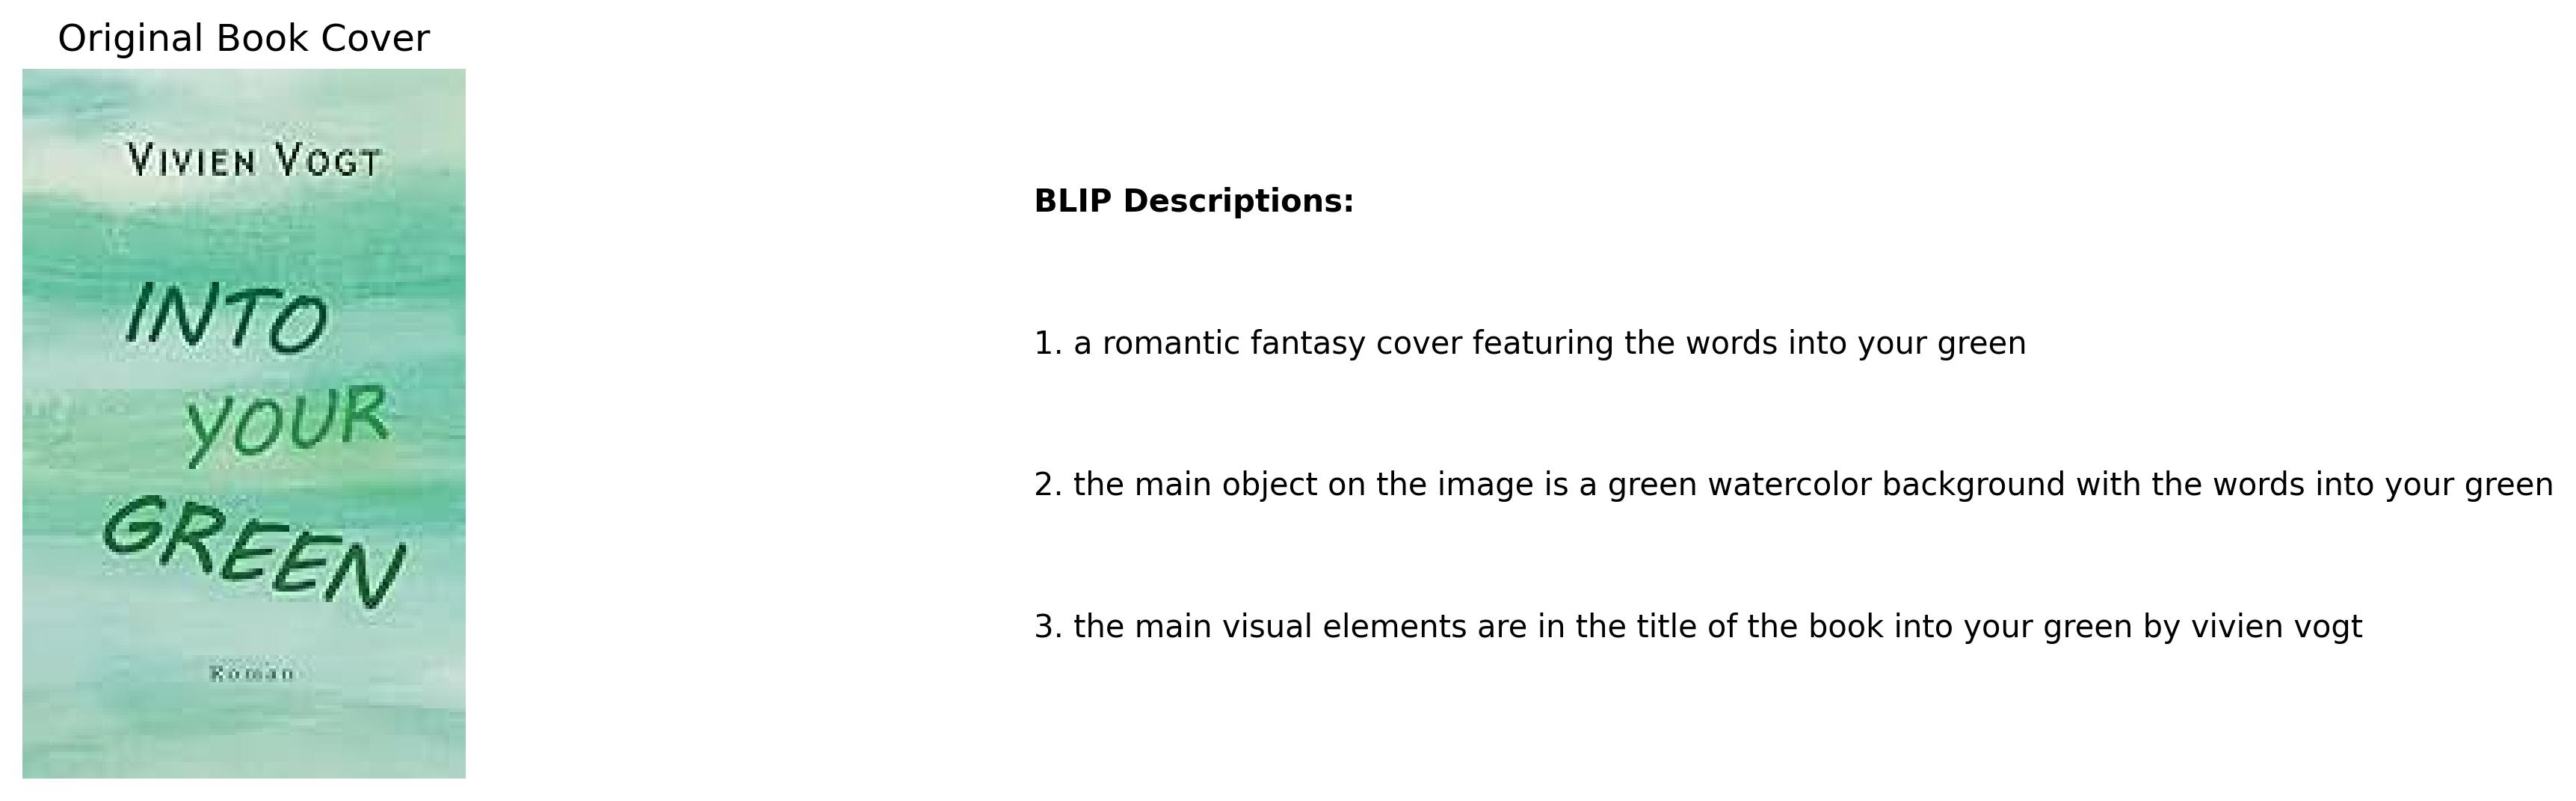 Original Book Cover
VIVIEN VOGT
INTO
YOUR
GREEN
Roman
BLIP Descriptions:
1. a romantic fantasy cover featuring the words into your green
2. the main object on the image is a green watercolor background with the words into your green
3. the main visual elements are in the title of the book into your green by vivien vogt